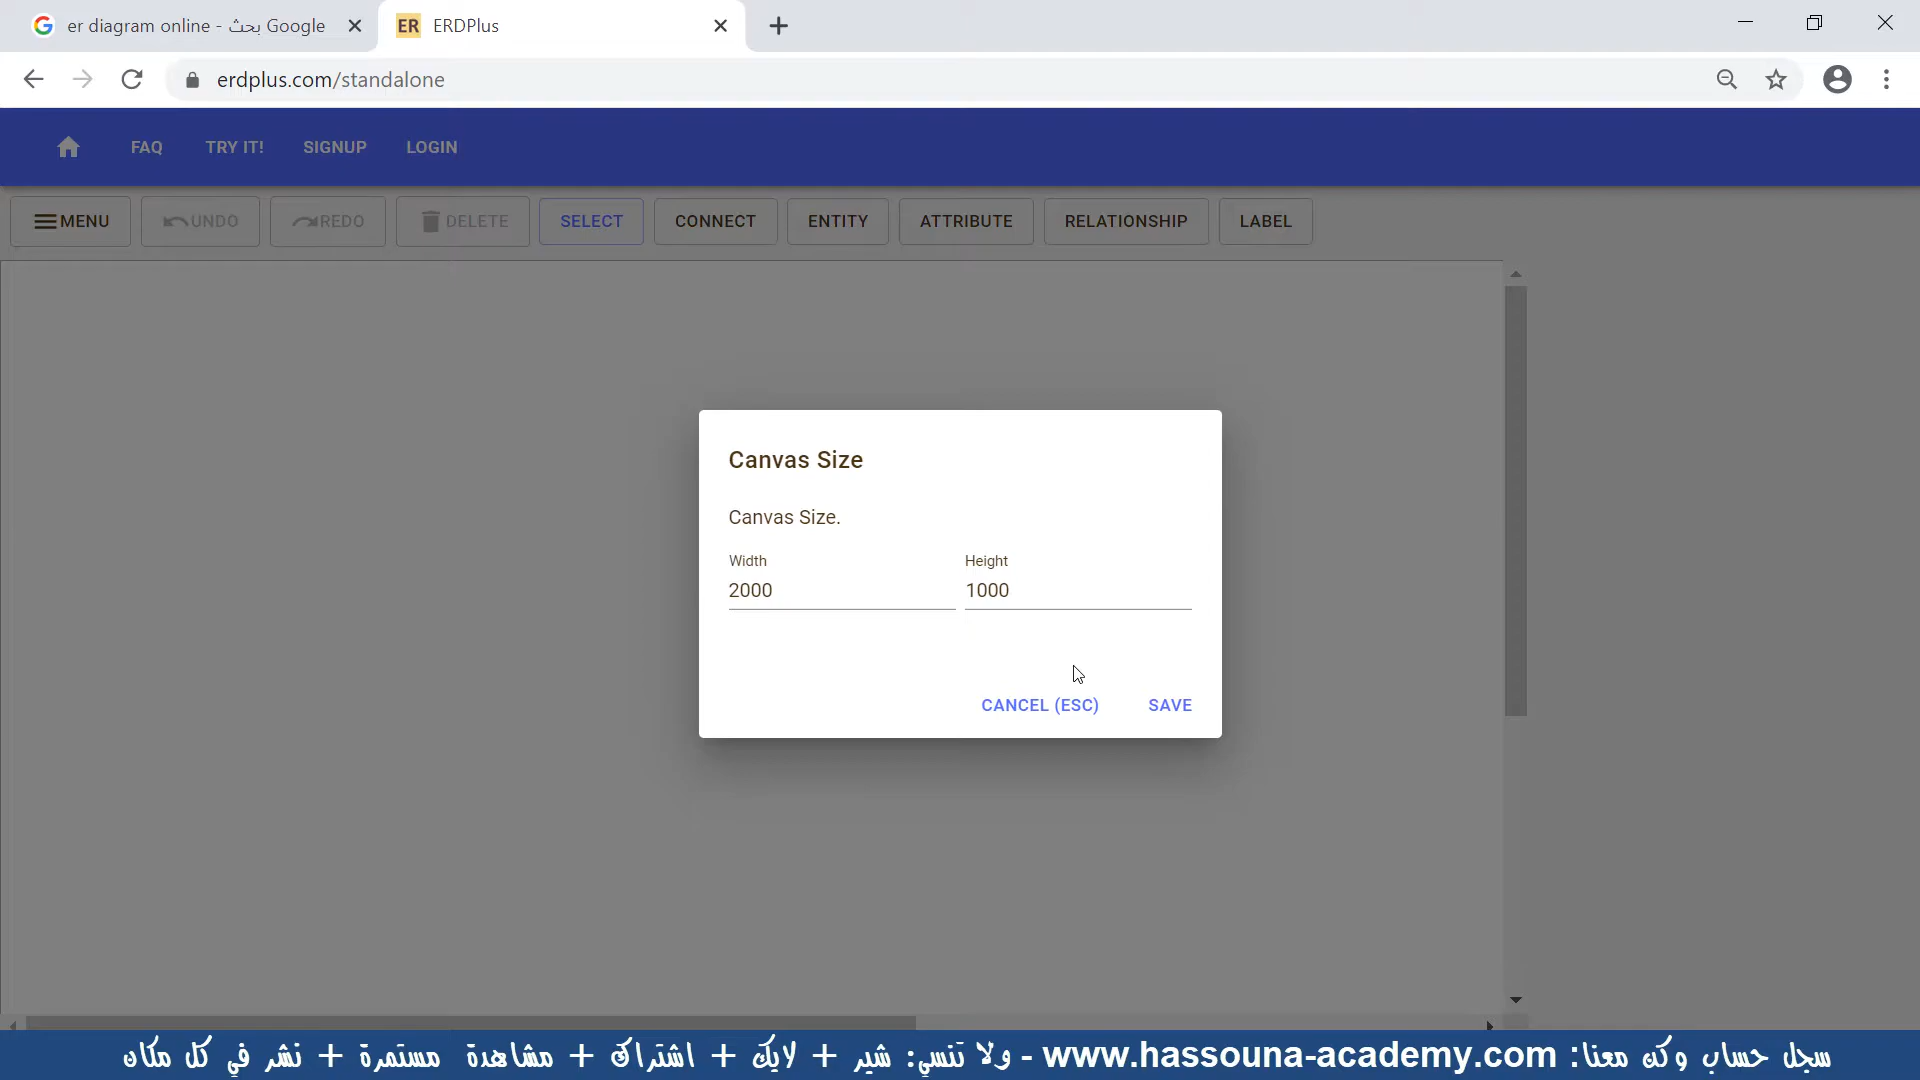 er diagram online - بحث Google
ERDPlus
erdplus.com/standalone
FAQ TRY IT! SIGNUP LOGIN
MENU UNDO REDO DELETE SELECT CONNECT ENTITY ATTRIBUTE RELATIONSHIP LABEL
Canvas Size
Canvas Size.
Width Height
2000 1000
CANCEL (ESC) SAVE
سجل حساب وكن معنا: www.hassouna-academy.com - ولا تنسى: شير + لايك + اشتراك + مشاهدة مستمرة + نشر في كل مكان